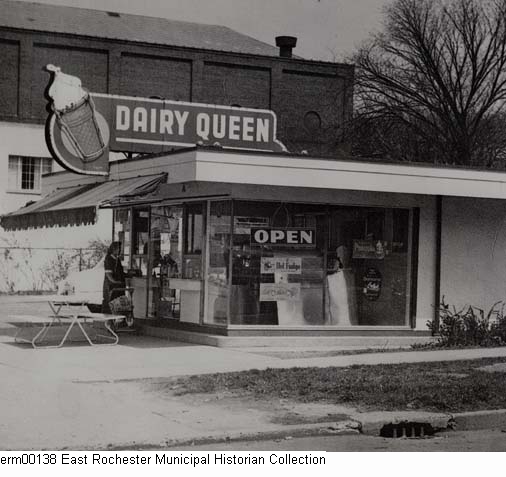 DAIRY QUEEN
OPEN
Hot Fudge
erm00138 East Rochester Municipal Historian Collection